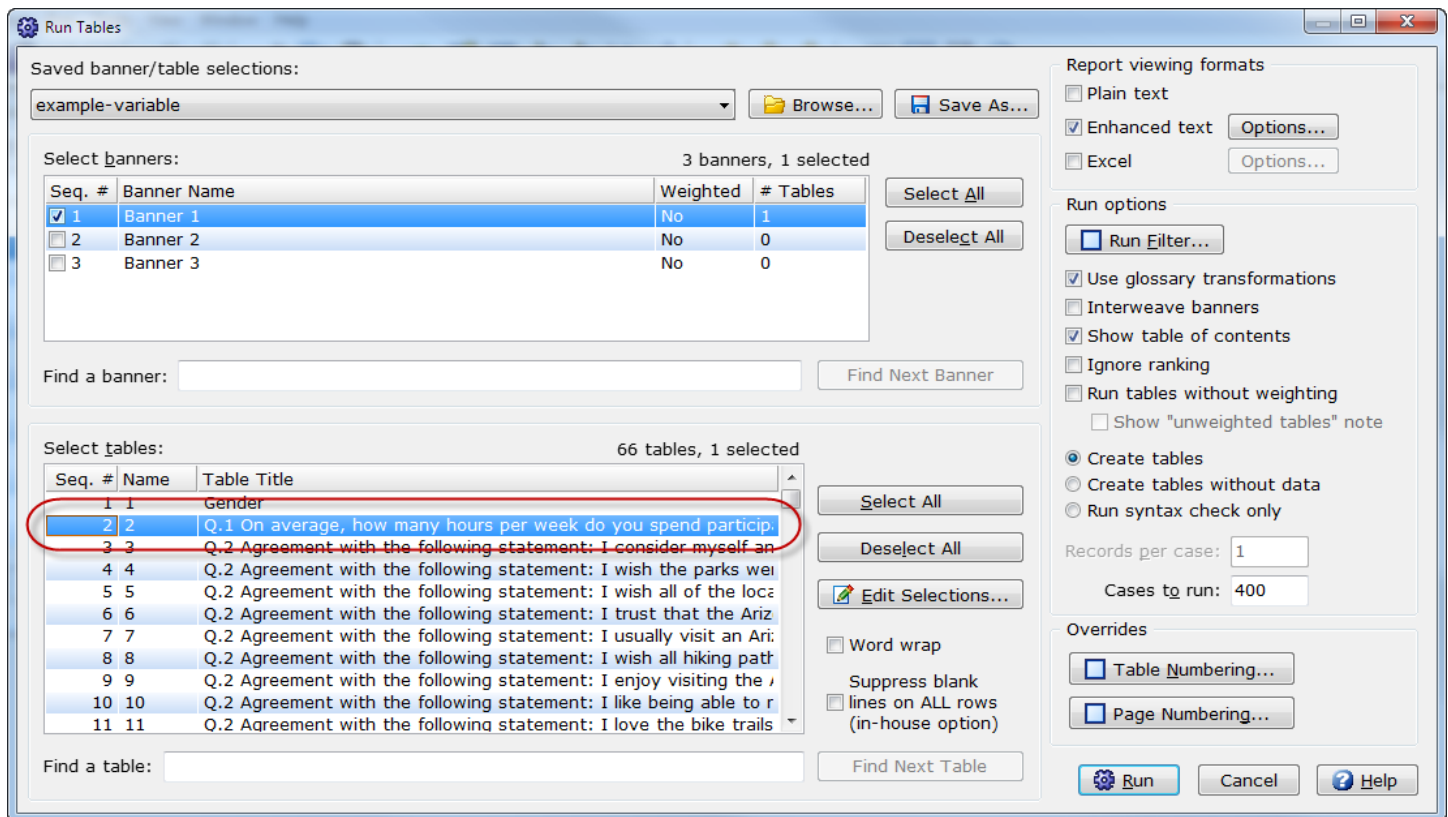 Run Tables
Saved banner/table selections:
example-variable
Browse...
Save As...
Select banners:
3 banners, 1 selected
Seq. # Banner Name Weighted # Tables
1 Banner 1 No 1
2 Banner 2 No 0
3 Banner 3 No 0
Select All
Deselect All
Find a banner:
Find Next Banner
Select tables:
66 tables, 1 selected
Seq. # Name Table Title
1 1 Gender
2 2 Q.1 On average, how many hours per week do you spend particip
3 3 Q.2 Agreement with the following statement: I consider myself an
4 4 Q.2 Agreement with the following statement: I wish the parks wer
5 5 Q.2 Agreement with the following statement: I wish all of the loca
6 6 Q.2 Agreement with the following statement: I trust that the Ariz
7 7 Q.2 Agreement with the following statement: I usually visit an Ari
8 8 Q.2 Agreement with the following statement: I wish all hiking path
9 9 Q.2 Agreement with the following statement: I enjoy visiting the
10 10 Q.2 Agreement with the following statement: I like being able to r
11 11 Q.2 Agreement with the following statement: I love the bike trails
Select All
Deselect All
Edit Selections...
Word wrap
Suppress blank
lines on ALL rows
(in-house option)
Find a table:
Find Next Table
Report viewing formats
Plain text
Enhanced text
Options...
Excel
Options...
Run options
Run Filter...
Use glossary transformations
Interweave banners
Show table of contents
Ignore ranking
Run tables without weighting
Show "unweighted tables" note
Create tables
Create tables without data
Run syntax check only
Records per case: 1
Cases to run: 400
Overrides
Table Numbering...
Page Numbering...
Run
Cancel
Help